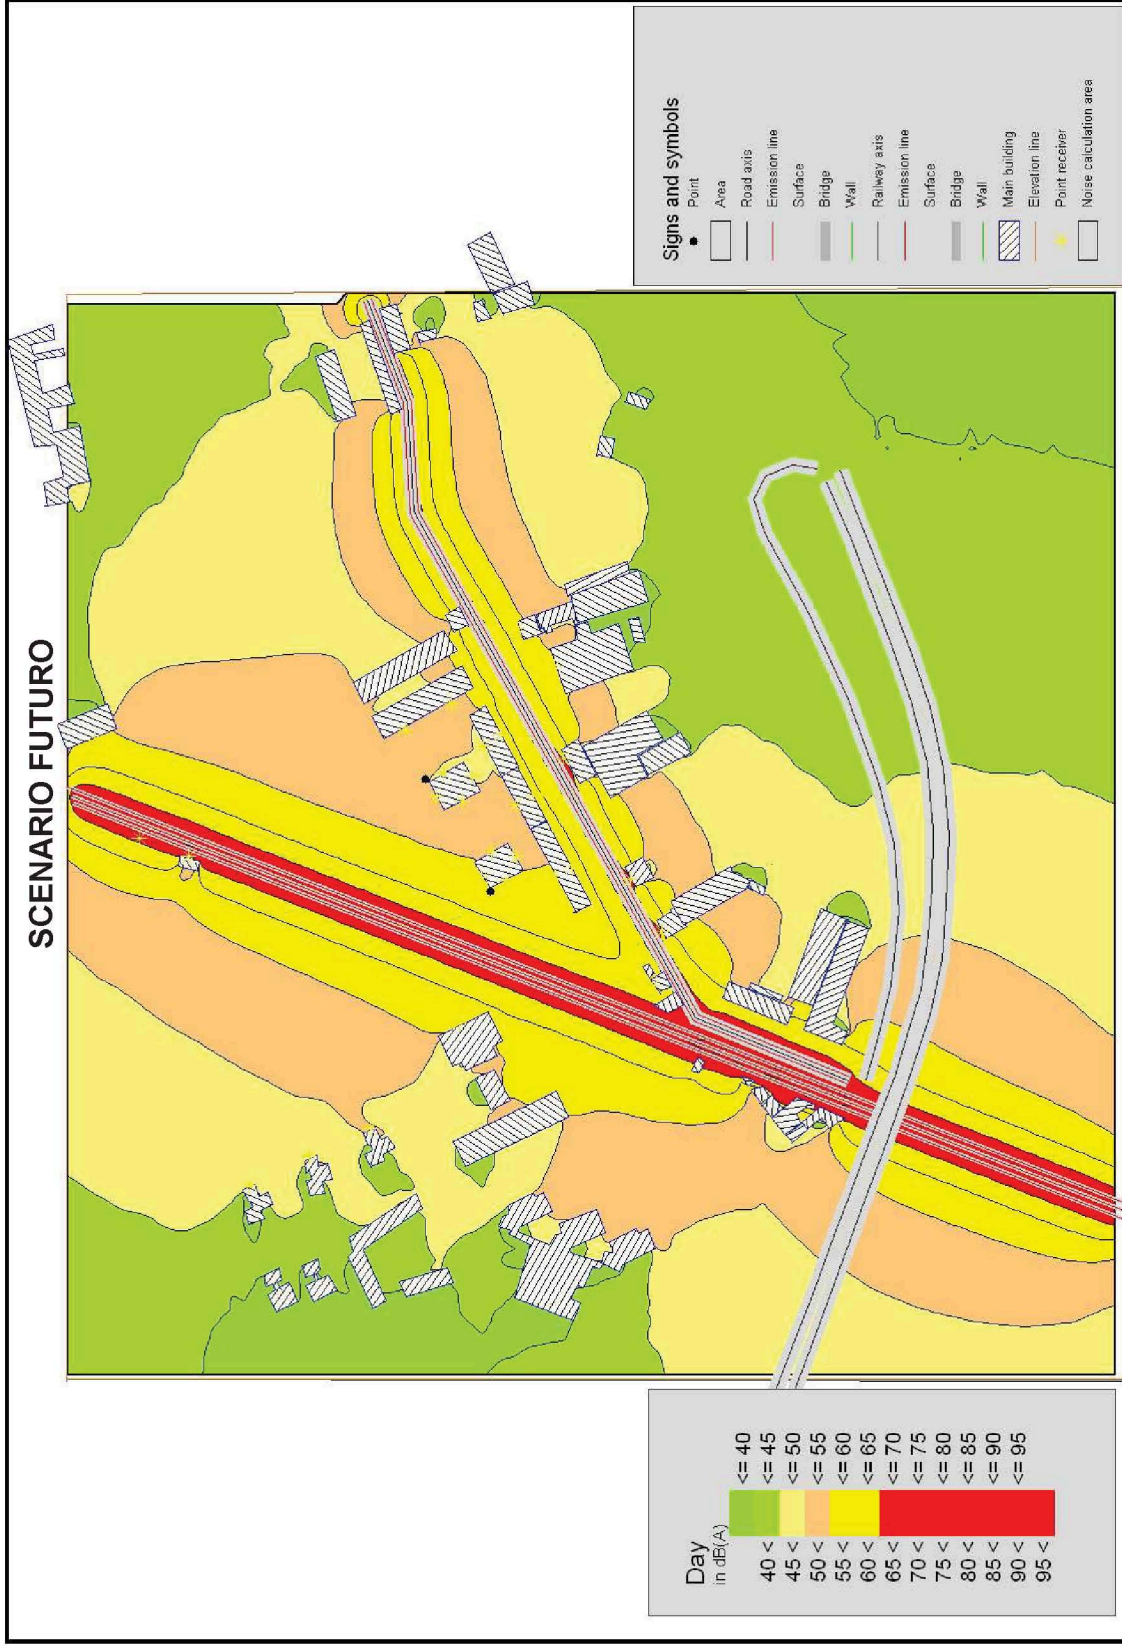 SCENARIO FUTURO
Signs and symbols
Point
Area
Road axis
Emission line
Surface
Bridge
Wall
Railway axis
Emission line
Surface
Bridge
Wall
Main building
Elevation line
Point receiver
Noise calculation area
Day
in dB(A)
<= 40
40 < <= 45
45 < <= 50
50 < <= 55
55 < <= 60
60 < <= 65
65 < <= 70
70 < <= 75
75 < <= 80
80 < <= 85
85 < <= 90
90 < <= 95
95 <